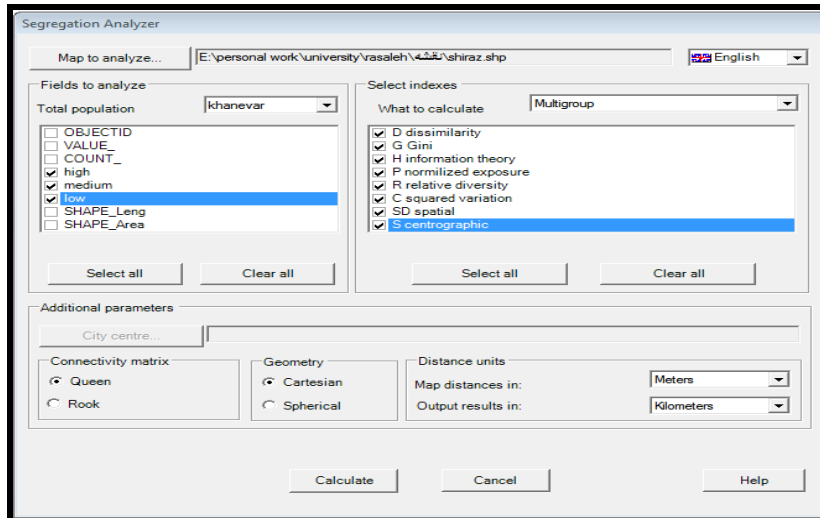 Segregation Analyzer
Map to analyze... E:\personal work\university\rasaleh\نقشه\shiraz.shp English
Fields to analyze
Total population khanevar
OBJECTID
VALUE_
COUNT_
high
medium
low
SHAPE_Leng
SHAPE_Area
Select all Clear all
Select indexes
What to calculate Multigroup
D dissimilarity
G Gini
H information theory
P normilized exposure
R relative diversity
C squared variation
SD spatial
S centrographic
Select all Clear all
Additional parameters
City centre...
Connectivity matrix
Queen
Rook
Geometry
Cartesian
Spherical
Distance units
Map distances in: Meters
Output results in: Kilometers
Calculate Cancel Help